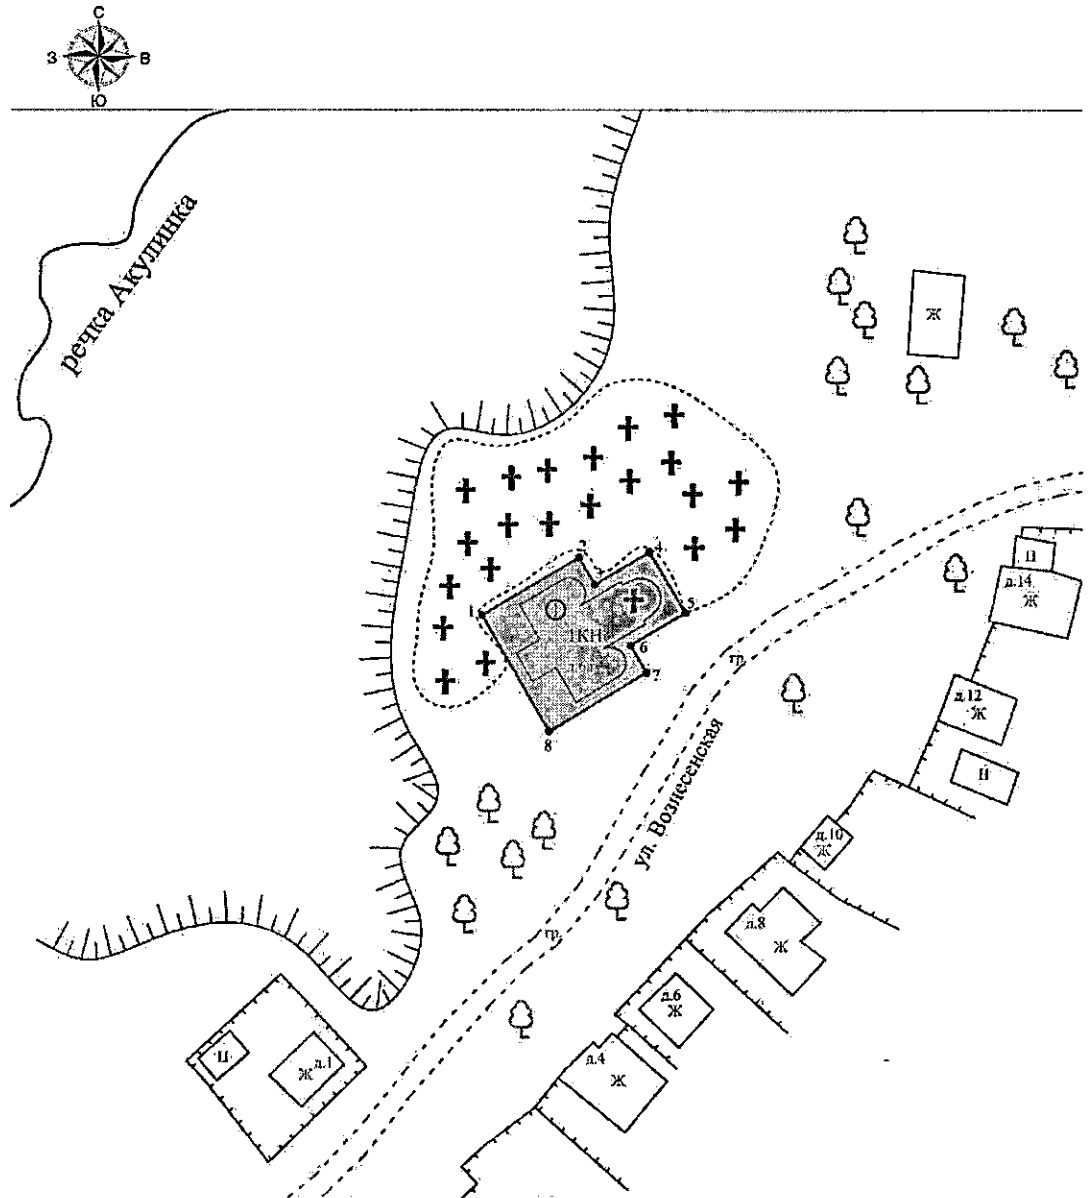 С
З
В
Ю
речка Акулинка
Ж
2
4
П
д.14
Ж
1
5
1КН
6
7
гр.
д.12
Ж
8
Н
ул. Вознесенская
д.10
Ж
д.8
Ж
гр.
д.6
Ж
д.4
Ж
П
Ж
д.1